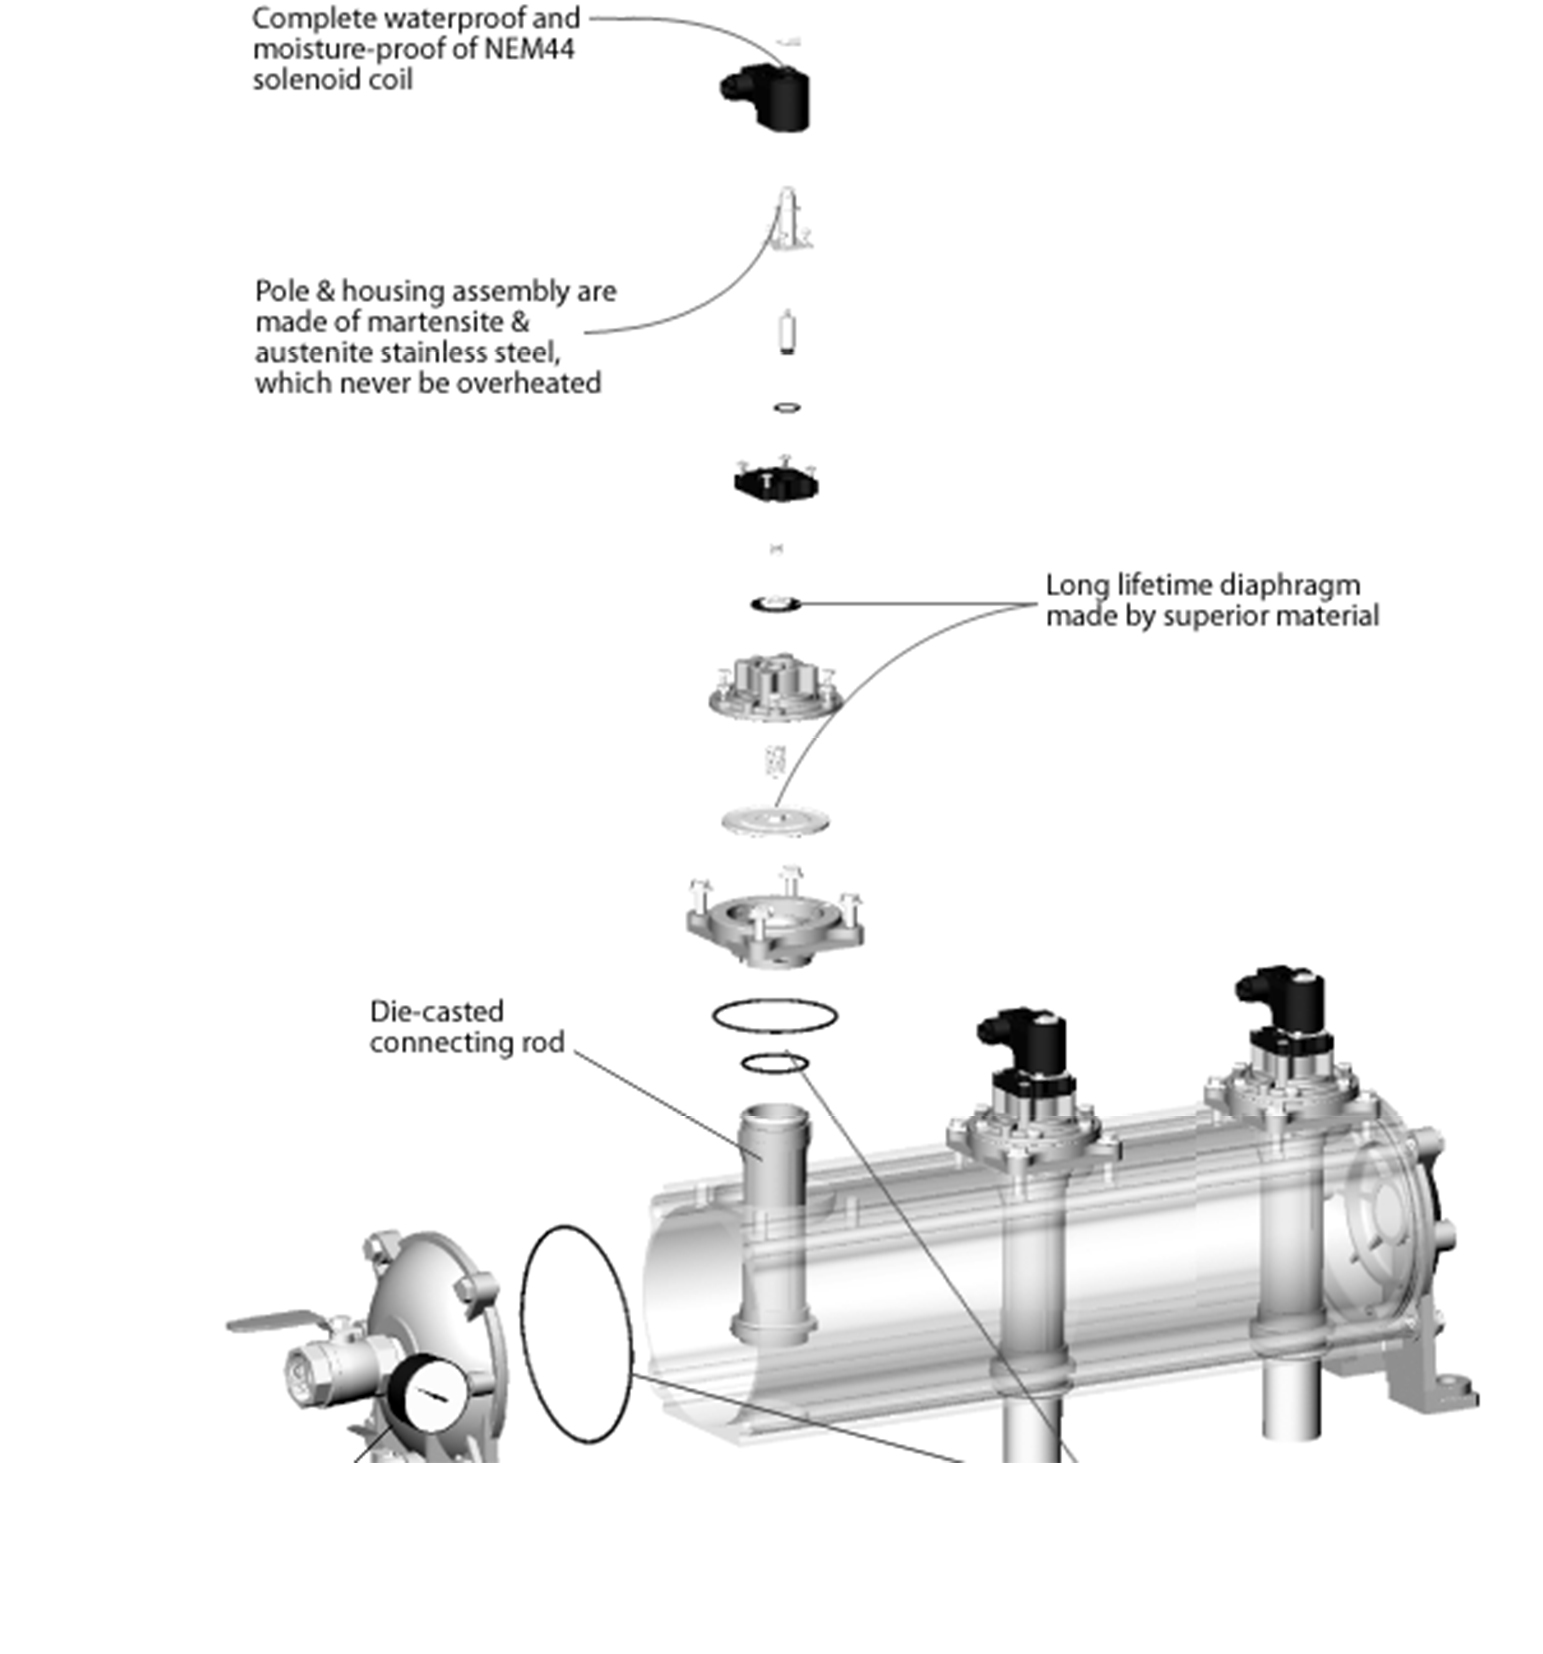 Complete waterproof and
moisture-proof of NEM44
solenoid coil
Pole & housing assembly are
made of martensite &
austenite stainless steel,
which never be overheated
Long lifetime diaphragm
made by superior material
Die-casted
connecting rod